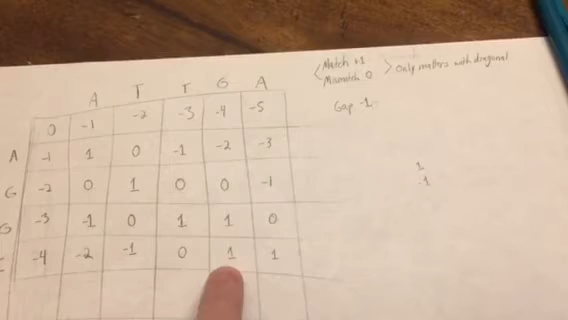 Match +1
Mismatch 0
Only matters with diagonal
Gap -1
A T T G A
0 -1 -2 -3 -4 -5
A -1 1 0 -1 -2 -3
G -2 0 1 0 0 -1
G -3 -1 0 1 1 0
-4 -2 -1 0 1 1
1
-1